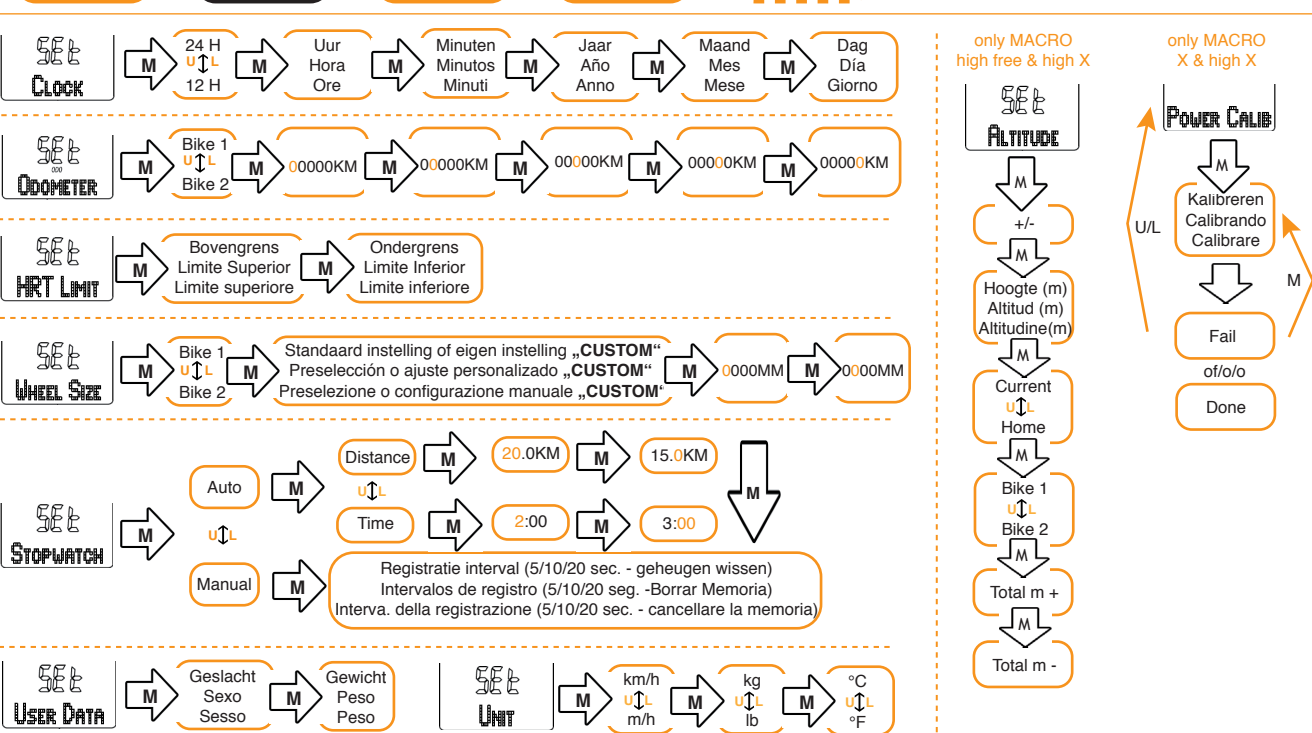 SEt
Clock
M
24 H
U L
12 H
M
Uur
Hora
Ore
M
Minuten
Minutos
Minuti
M
Jaar
Año
Anno
M
Maand
Mes
Mese
M
Dag
Día
Giorno
SEt
ODO
Odometer
M
Bike 1
U L
Bike 2
M
00000KM
M
00000KM
M
00000KM
M
00000KM
M
00000KM
SEt
HRT Limit
M
Bovengrens
Limite Superior
Limite superiore
M
Ondergrens
Limite Inferior
Limite inferiore
SEt
Wheel Size
M
Bike 1
U L
Bike 2
M
Standaard instelling of eigen instelling „CUSTOM“
Preselección o ajuste personalizado „CUSTOM“
Preselezione o configurazione manuale „CUSTOM“
M
0000MM
M
0000MM
SEt
Stopwatch
M
Auto
U L
Manual
M
Distance
U L
Time
M
20.0KM
M
15.0KM
M
2:00
M
3:00
M
M
Registratie interval (5/10/20 sec. - geheugen wissen)
Intervalos de registro (5/10/20 seg. -Borrar Memoria)
Interva. della registrazione (5/10/20 sec. - cancellare la memoria)
SEt
User Data
M
Geslacht
Sexo
Sesso
M
Gewicht
Peso
Peso
SEt
Unit
M
km/h
U L
m/h
M
kg
U L
lb
M
°C
U L
°F
only MACRO
high free & high X
SEt
Altitude
M
+/-
M
Hoogte (m)
Altitud (m)
Altitudine(m)
M
Current
U L
Home
M
Bike 1
U L
Bike 2
M
Total m +
M
Total m -
only MACRO
X & high X
Power Calib
M
Kalibreren
Calibrando
Calibrare
U/L
M
Fail
of/o/o
Done